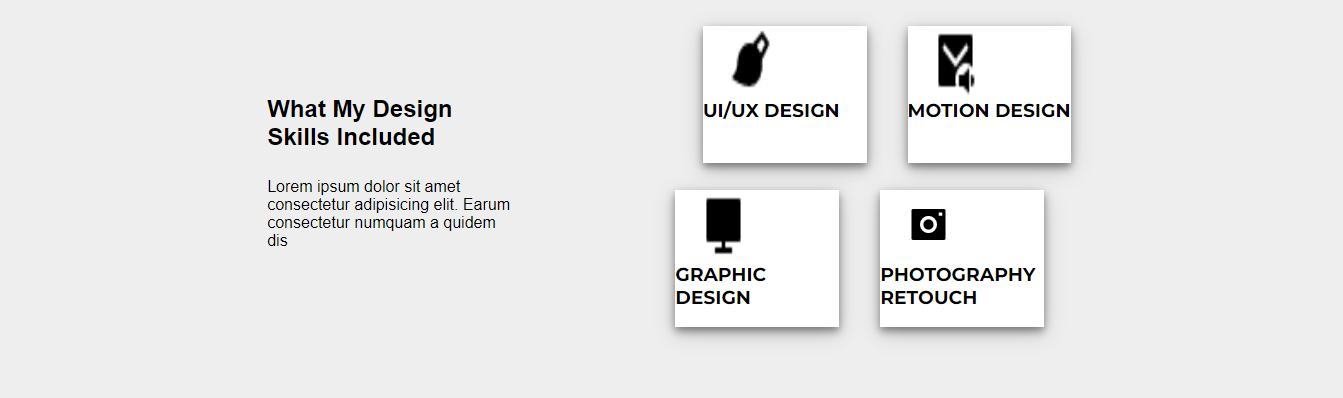 What My Design
Skills Included
Lorem ipsum dolor sit amet
consectetur adipisicing elit. Earum
consectetur numquam a quidem
dis
UI/UX DESIGN
MOTION DESIGN
GRAPHIC
DESIGN
PHOTOGRAPHY
RETOUCH